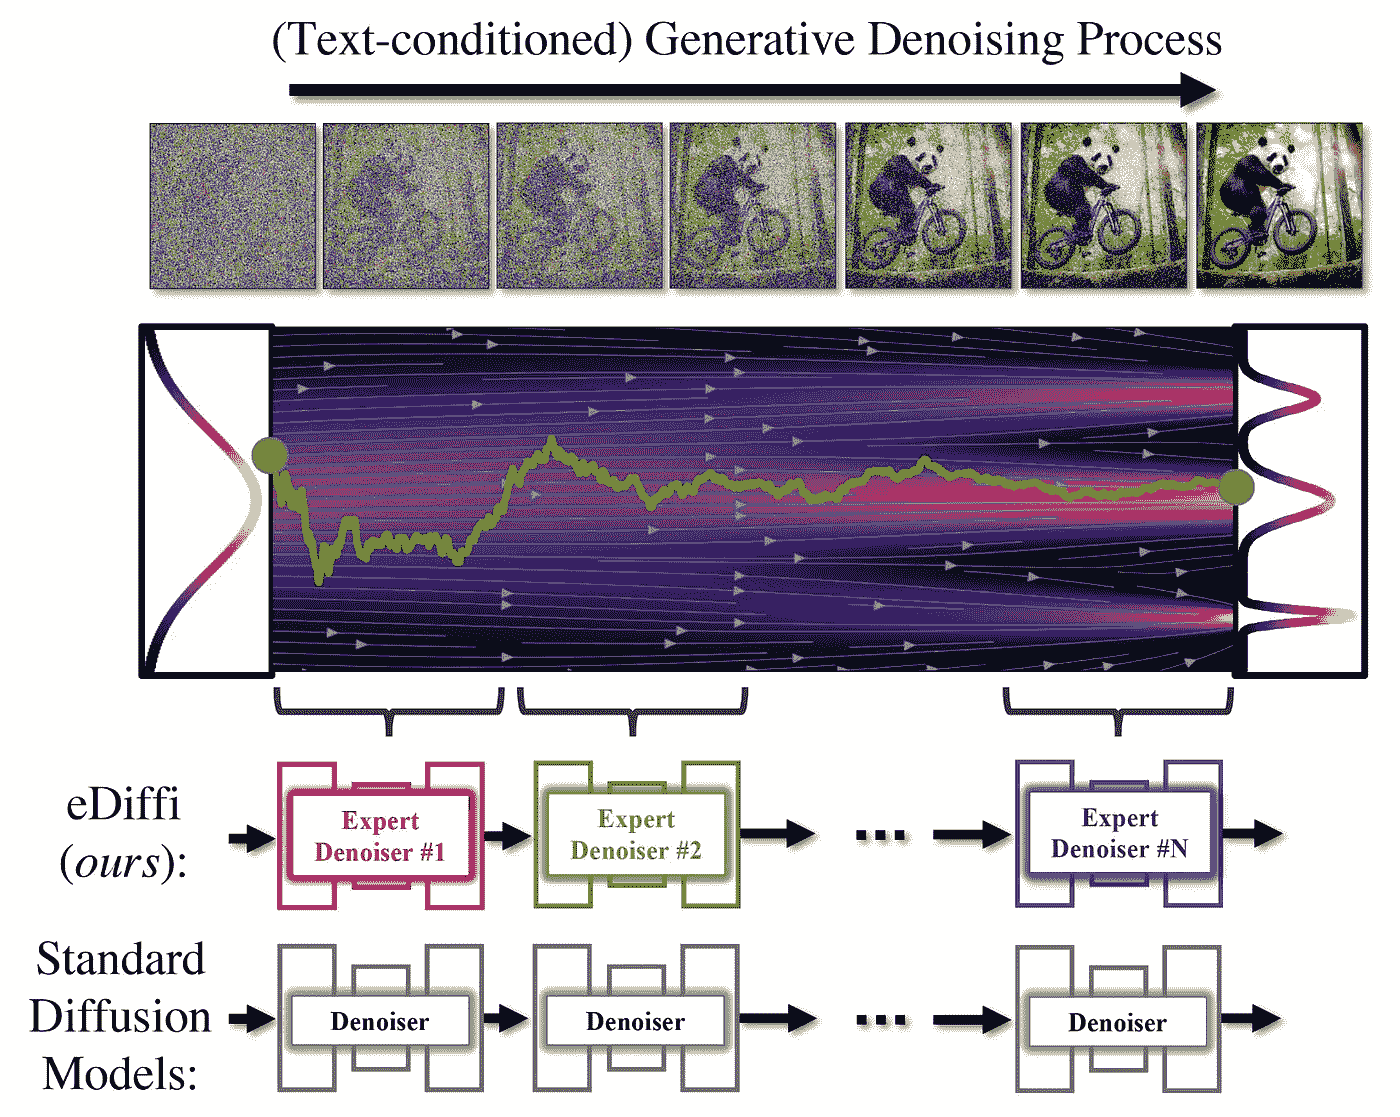 (Text-conditioned) Generative Denoising Process
eDiffi
(ours):
Expert
Denoiser #1
Expert
Denoiser #2
...
Expert
Denoiser #N
Standard
Diffusion
Models:
Denoiser
Denoiser
...
Denoiser